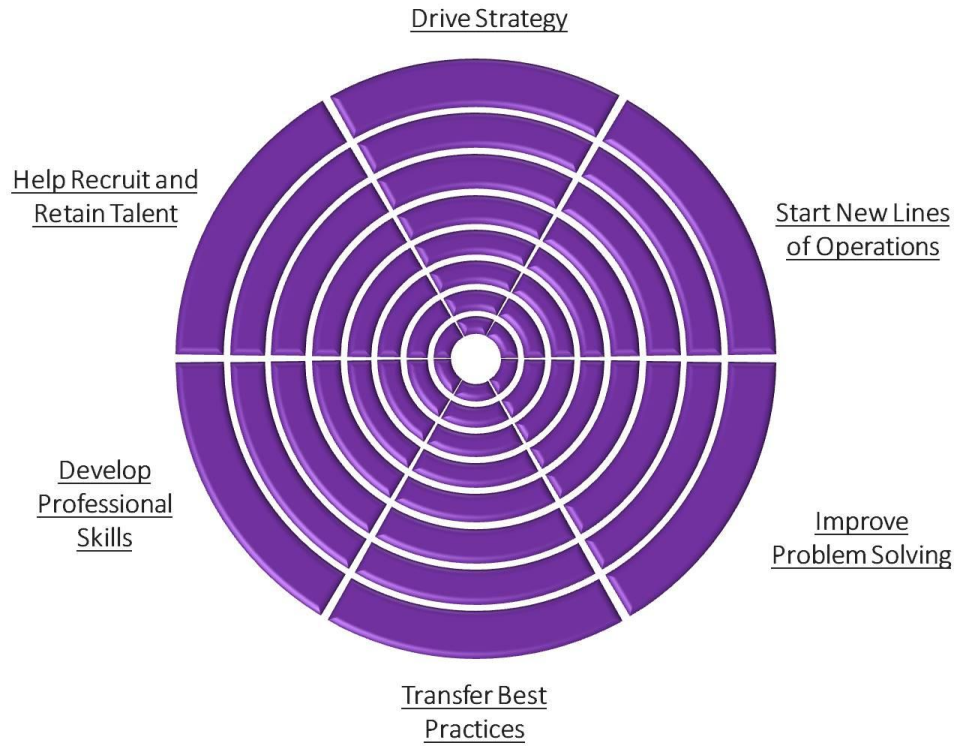 Drive Strategy
Help Recruit and
Retain Talent
Start New Lines
of Operations
Develop
Professional
Skills
Improve
Problem Solving
Transfer Best
Practices